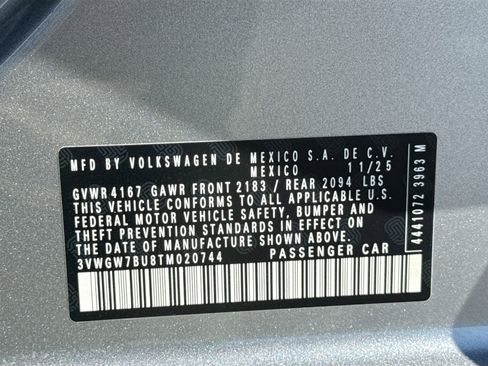 MFD BY VOLKSWAGEN DE MEXICO S.A. DE C.V.
MEXICO 11/25
GVWR 4167 GAWR FRONT 2183 / REAR 2094 LBS
THIS VEHICLE CONFORMS TO ALL APPLICABLE U.S.
FEDERAL MOTOR VEHICLE SAFETY, BUMPER AND
THEFT PREVENTION STANDARDS IN EFFECT ON
THE DATE OF MANUFACTURE SHOWN ABOVE.
3VWGW7BU8TM020744 PASSENGER CAR
4441072 3963 M